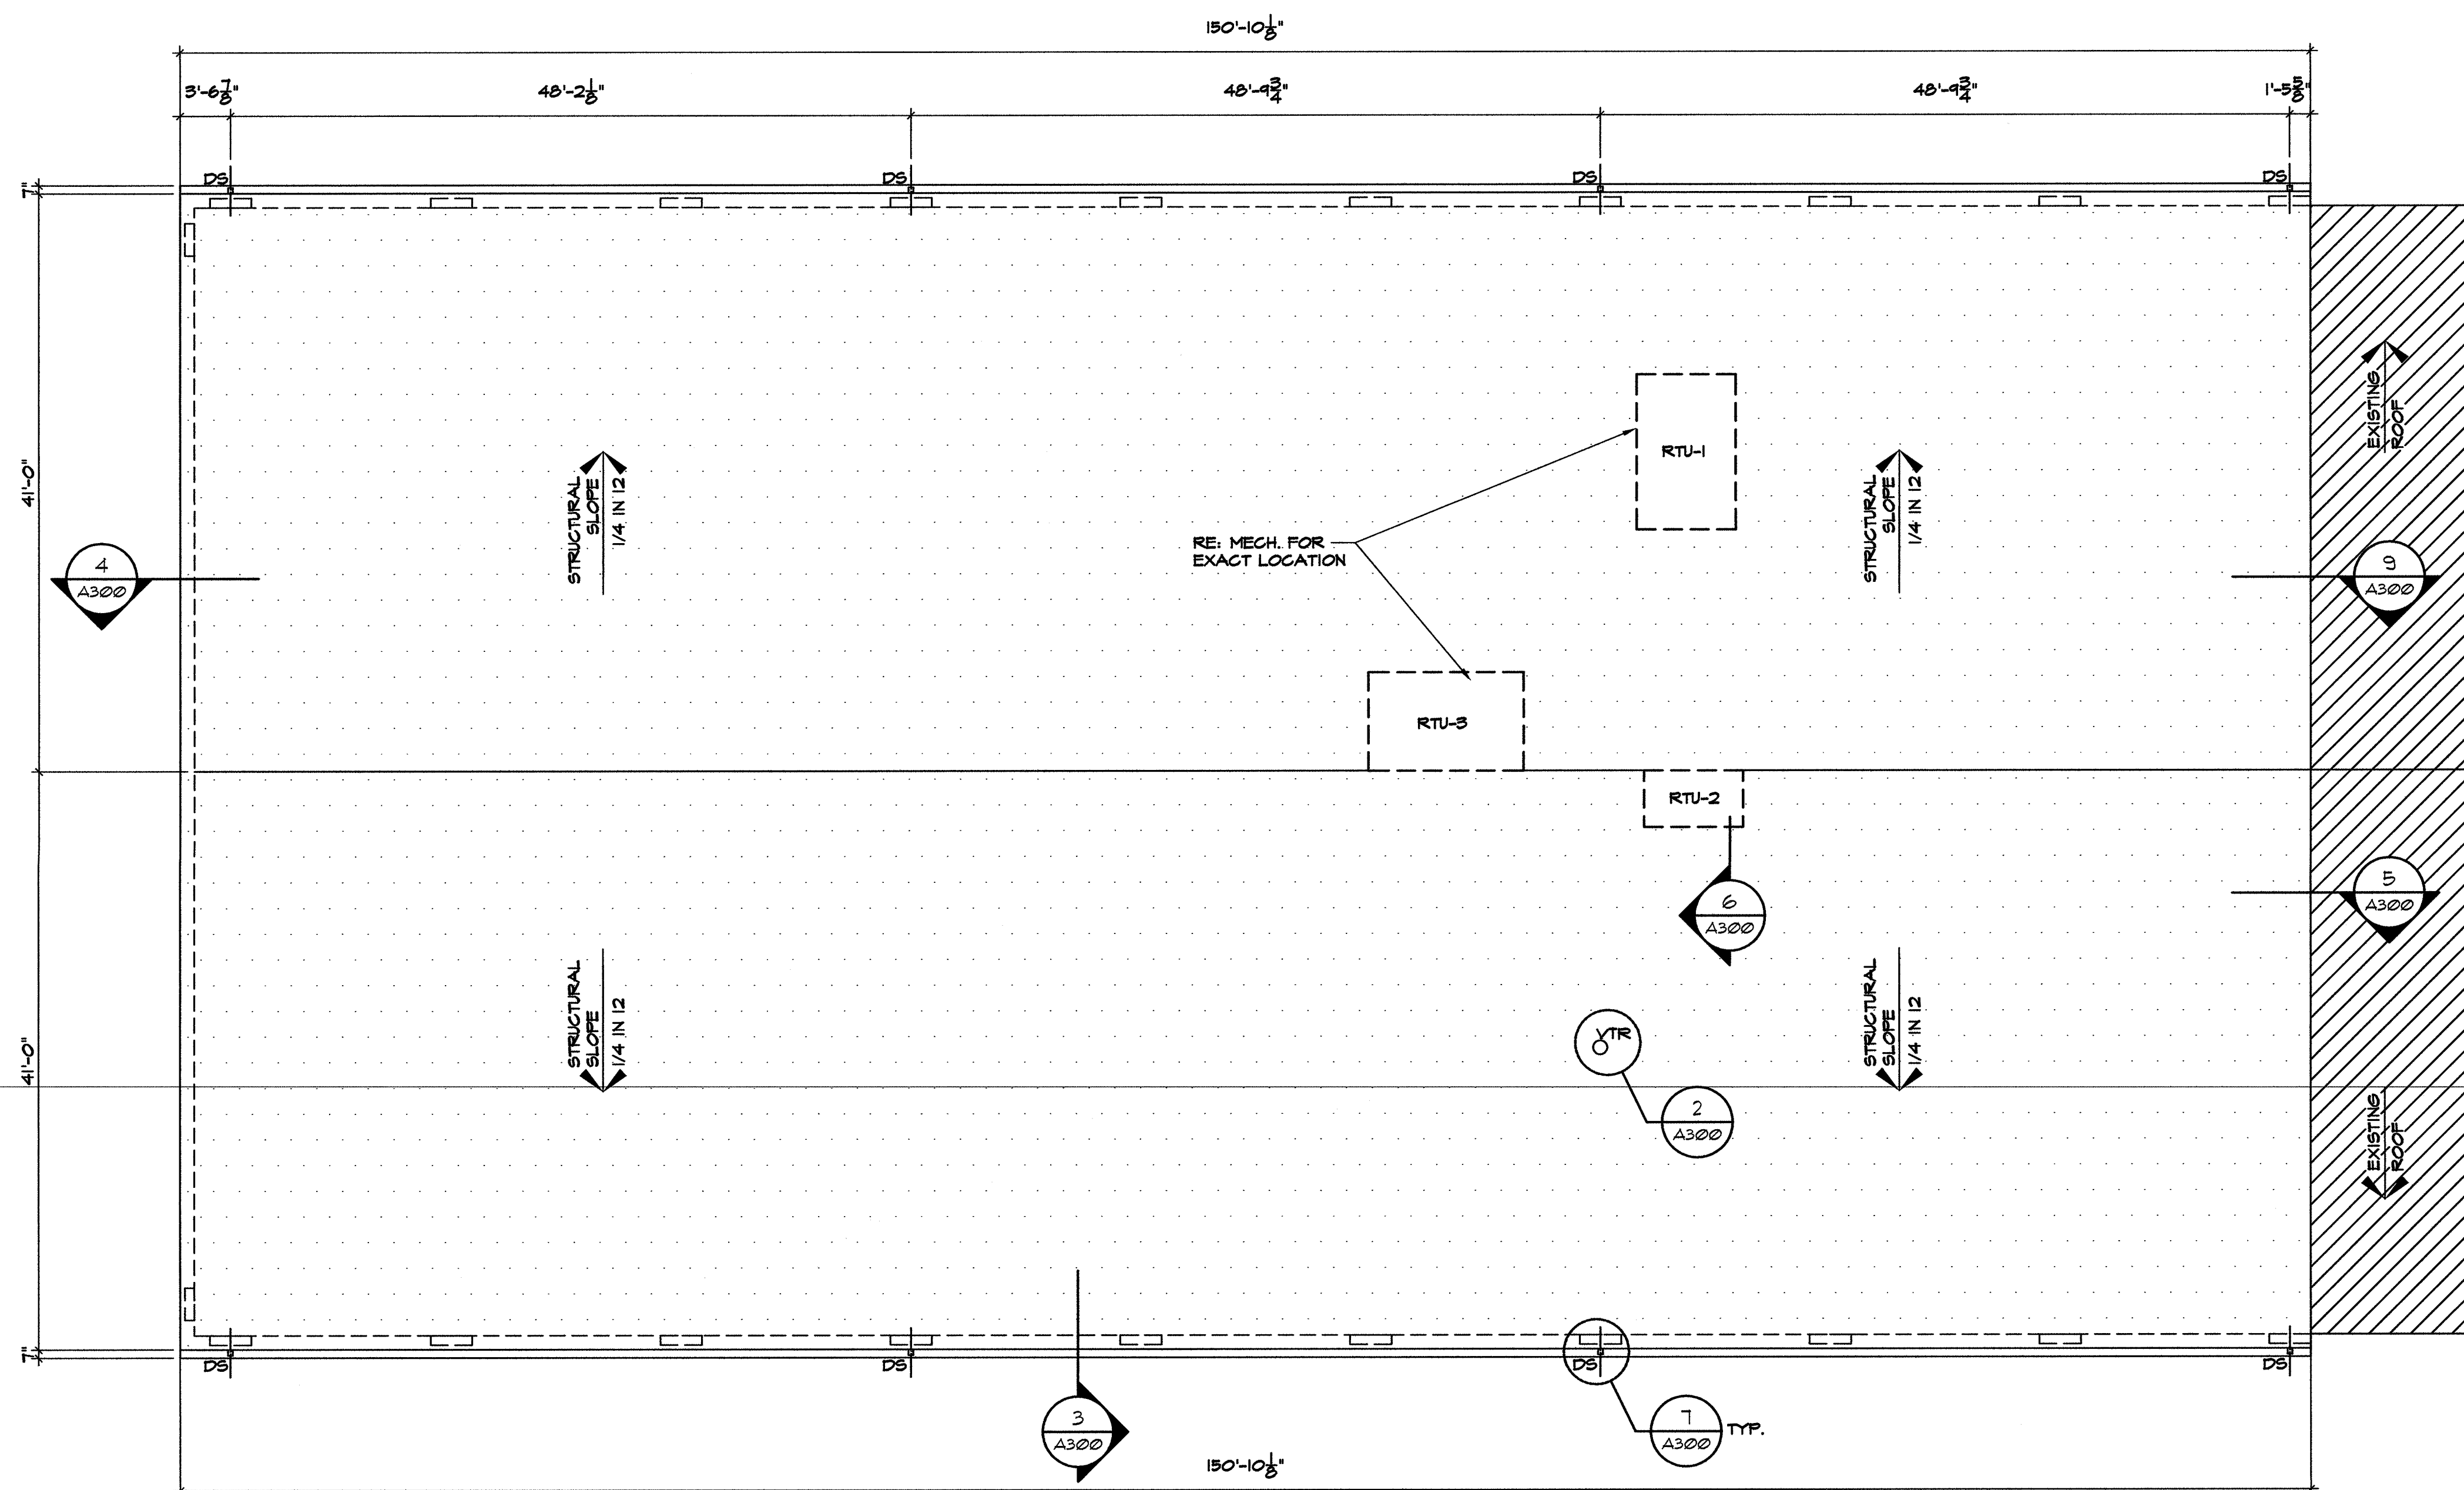 150'-10 1/8"
3'-6 7/8"
48'-2 1/8"
48'-9 3/4"
48'-9 3/4"
1'-5 5/8"
7"
DS
DS
DS
DS
41'-0"
STRUCTURAL
SLOPE
1/4 IN 12
RTU-1
STRUCTURAL
SLOPE
1/4 IN 12
EXISTING
ROOF
RE: MECH. FOR
EXACT LOCATION
4
A300
9
A300
RTU-3
RTU-2
5
A300
6
A300
41'-0"
STRUCTURAL
SLOPE
1/4 IN 12
STRUCTURAL
SLOPE
1/4 IN 12
VTR
2
A300
EXISTING
ROOF
7"
DS
DS
DS
DS
3
A300
7
A300
TYP.
150'-10 1/8"